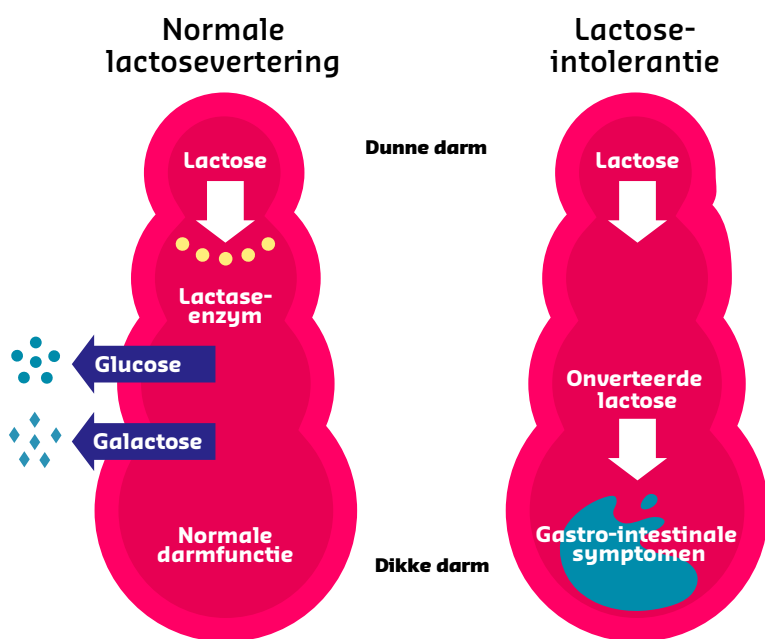 Normale
lactosevertering
Lactose-
intolerantie
Dunne darm
Lactose
Lactose
Lactase-
enzym
Glucose
Galactose
Onverteerde
lactose
Normale
darmfunctie
Gastro-intestinale
symptomen
Dikke darm